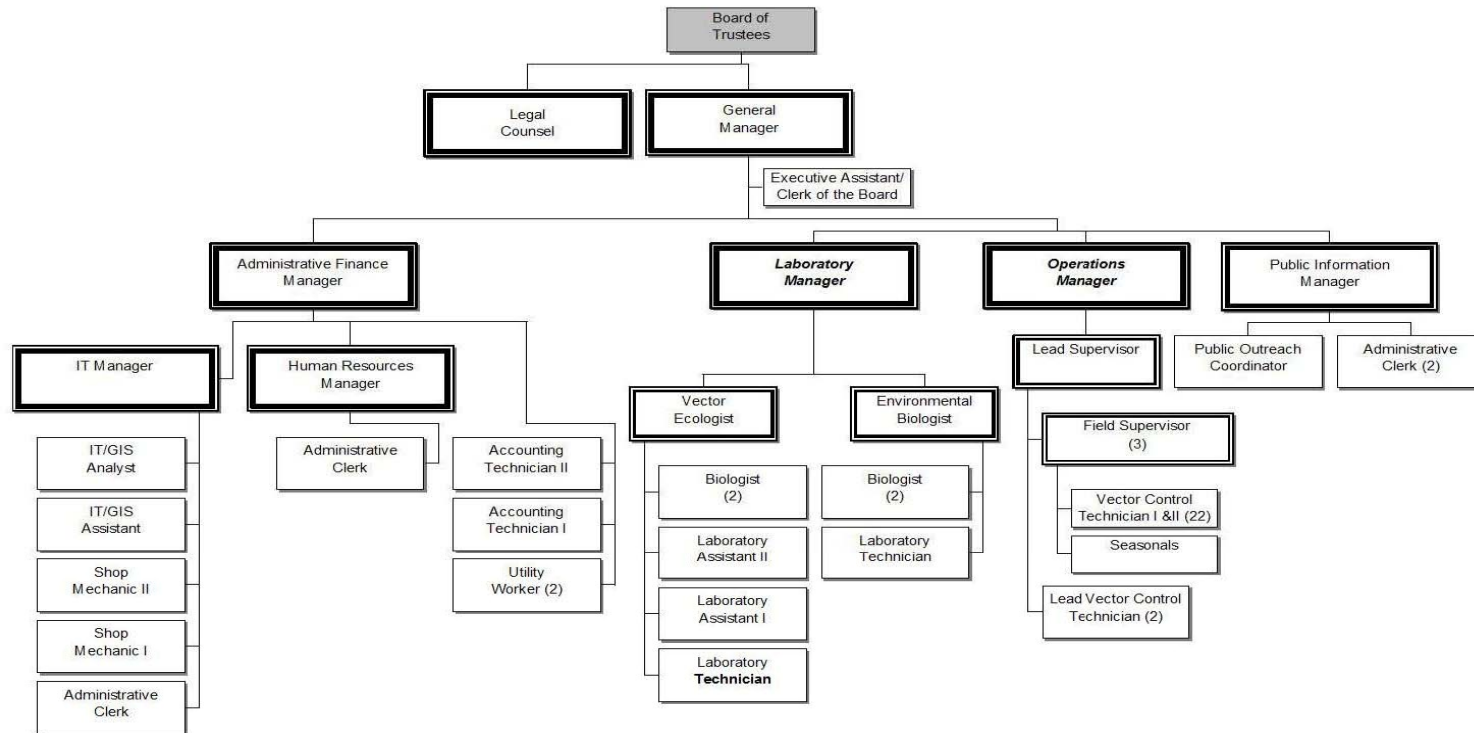 Board of
Trustees
Legal
Counsel
General
Manager
Executive Assistant/
Clerk of the Board
Administrative Finance
Manager
Laboratory
Manager
Operations
Manager
Public Information
Manager
IT Manager
Human Resources
Manager
Lead Supervisor
Public Outreach
Coordinator
Administrative
Clerk (2)
Vector
Ecologist
Environmental
Biologist
Field Supervisor
(3)
IT/GIS
Analyst
Administrative
Clerk
Accounting
Technician II
Biologist
(2)
Biologist
(2)
Vector Control
Technician I &II (22)
IT/GIS
Assistant
Accounting
Technician I
Laboratory
Assistant II
Laboratory
Technician
Seasonals
Shop
Mechanic II
Utility
Worker (2)
Laboratory
Assistant I
Lead Vector Control
Technician (2)
Shop
Mechanic I
Laboratory
Technician
Administrative
Clerk